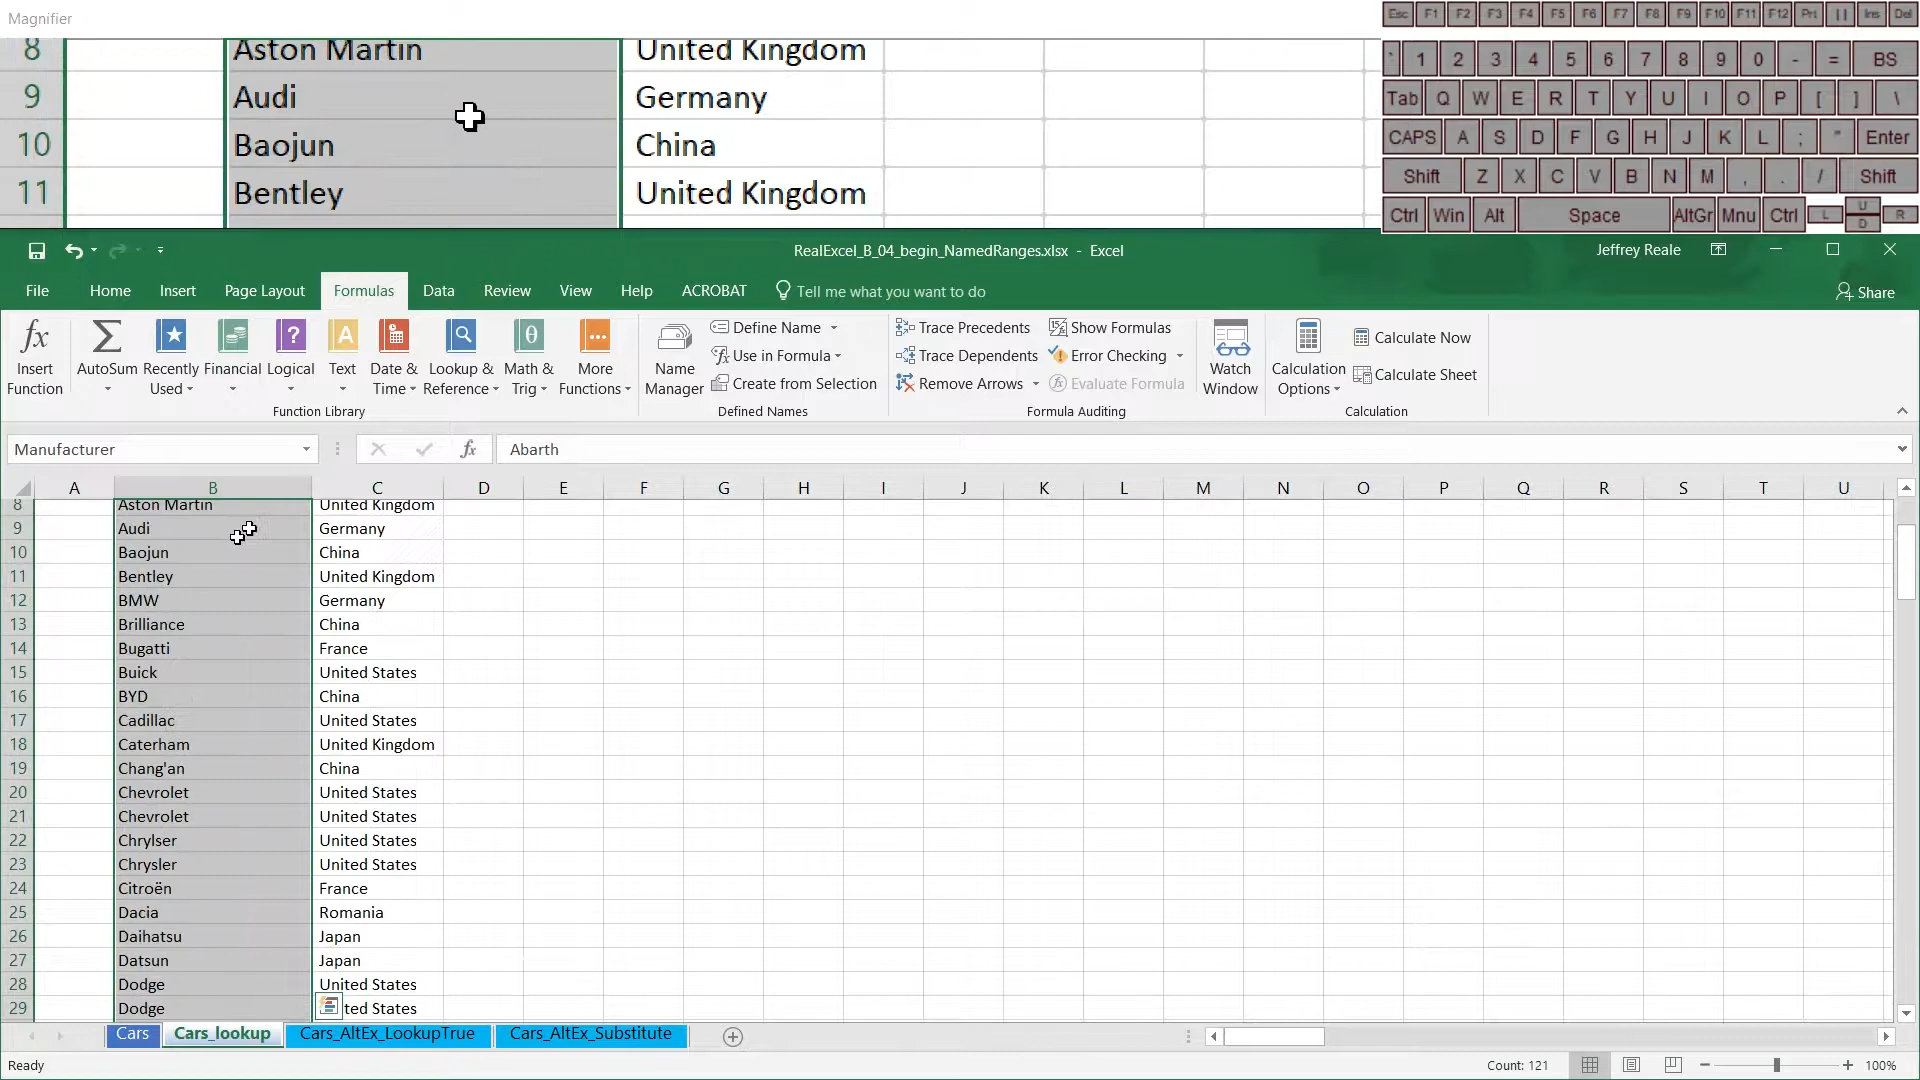 Magnifier
8 Aston Martin United Kingdom
9 Audi Germany
10 Baojun China
11 Bentley United Kingdom
Esc F1 F2 F3 F4 F5 F6 F7 F8 F9 F10 F11 F12 Prt || Ins Del
` 1 2 3 4 5 6 7 8 9 0 - = BS
Tab Q W E R T Y U I O P [ ] \
CAPS A S D F G H J K L ; " Enter
Shift Z X C V B N M , . / Shift
Ctrl Win Alt Space AltGr Mnu Ctrl L U D R
RealExcel_B_04_begin_NamedRanges.xlsx - Excel
Jeffrey Reale
File Home Insert Page Layout Formulas Data Review View Help ACROBAT Tell me what you want to do Share
Insert Function
AutoSum
Recently Used
Financial
Logical
Text
Date & Time
Lookup & Reference
Math & Trig
More Functions
Function Library
Name Manager
Define Name
Use in Formula
Create from Selection
Defined Names
Trace Precedents
Trace Dependents
Remove Arrows
Show Formulas
Error Checking
Evaluate Formula
Formula Auditing
Watch Window
Calculation Options
Calculate Now
Calculate Sheet
Calculation
Manufacturer fx Abarth
A B C D E F G H I J K L M N O P Q R S T U
8 Aston Martin United Kingdom
9 Audi Germany
10 Baojun China
11 Bentley United Kingdom
12 BMW Germany
13 Brilliance China
14 Bugatti France
15 Buick United States
16 BYD China
17 Cadillac United States
18 Caterham United Kingdom
19 Chang'an China
20 Chevrolet United States
21 Chevrolet United States
22 Chrylser United States
23 Chrysler United States
24 Citroën France
25 Dacia Romania
26 Daihatsu Japan
27 Datsun Japan
28 Dodge United States
29 Dodge ted States
Cars Cars_lookup Cars_AltEx_LookupTrue Cars_AltEx_Substitute
Ready Count: 121 100%